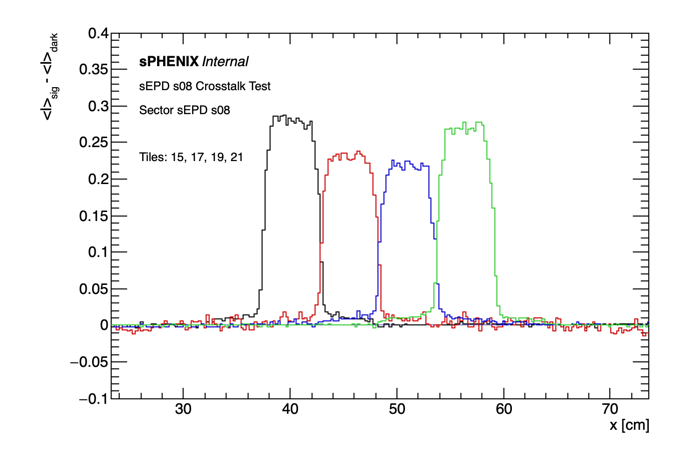 <I>sig - <I>dark
0.4
0.35
0.3
0.25
0.2
0.15
0.1
0.05
0
−0.05
−0.1
sPHENIX Internal
sEPD s08 Crosstalk Test
Sector sEPD s08
Tiles: 15, 17, 19, 21
30 40 50 60 70
x [cm]